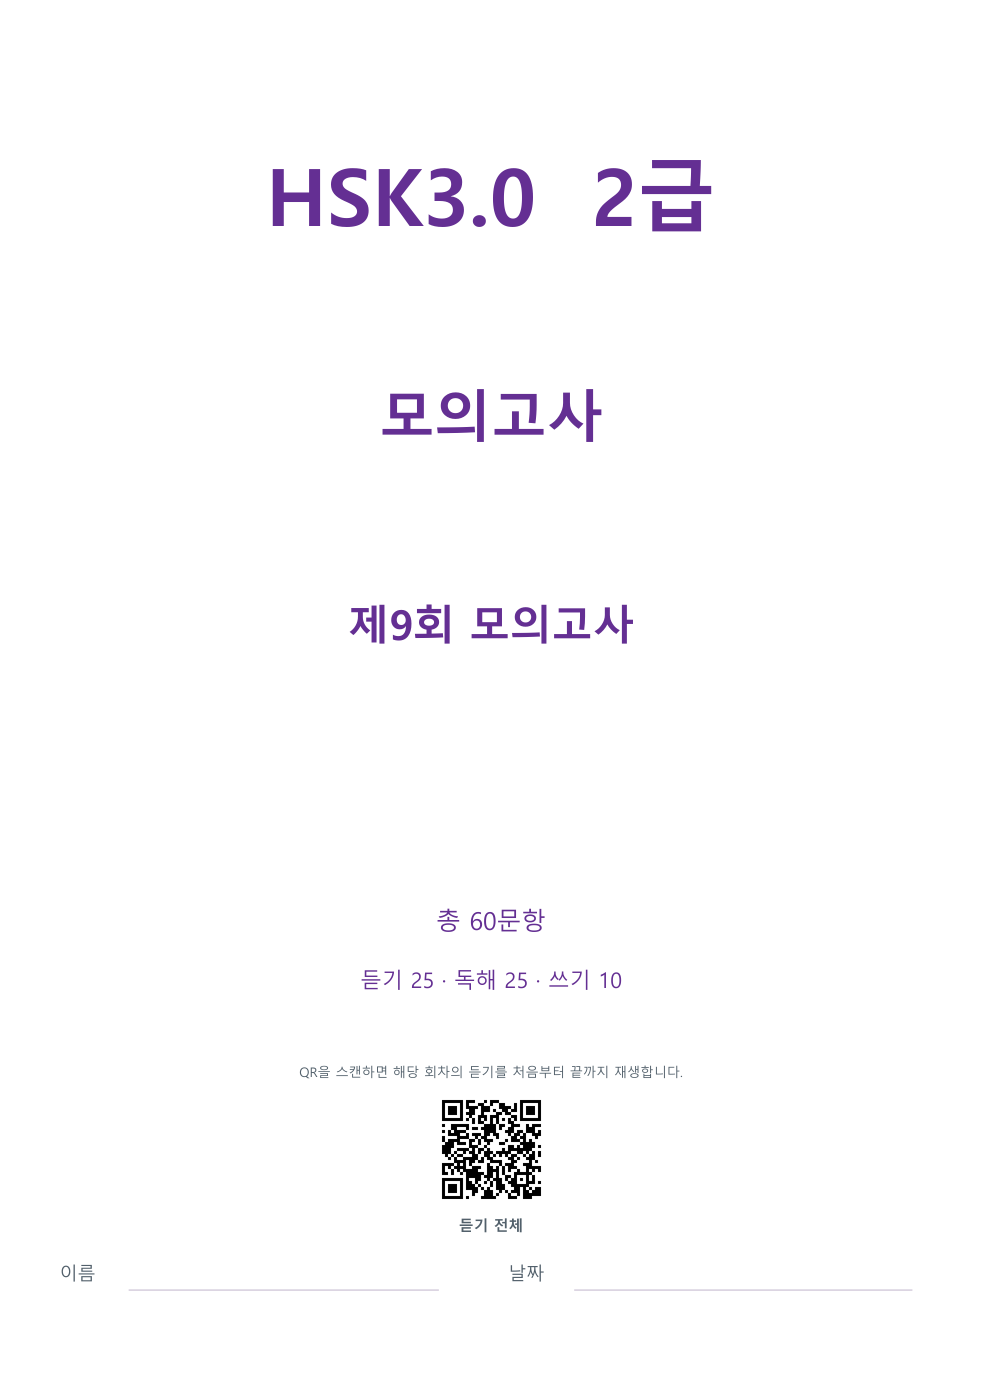 HSK3.0 2급
모의고사
제9회 모의고사
총 60문항
듣기 25 · 독해 25 · 쓰기 10
QR을 스캔하면 해당 회차의 듣기를 처음부터 끝까지 재생합니다.
듣기 전체
이름 날짜